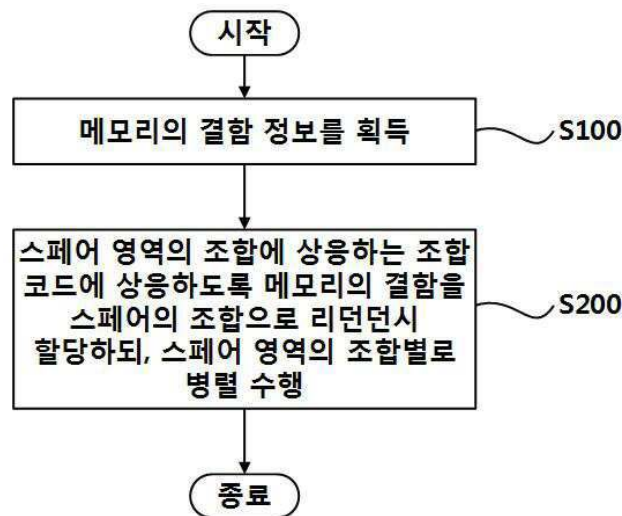 시작
메모리의 결함 정보를 획득
S100
스페어 영역의 조합에 상응하는 조합
코드에 상응하도록 메모리의 결함을
스페어의 조합으로 리던던시
할당하되, 스페어 영역의 조합별로
병렬 수행
S200
종료